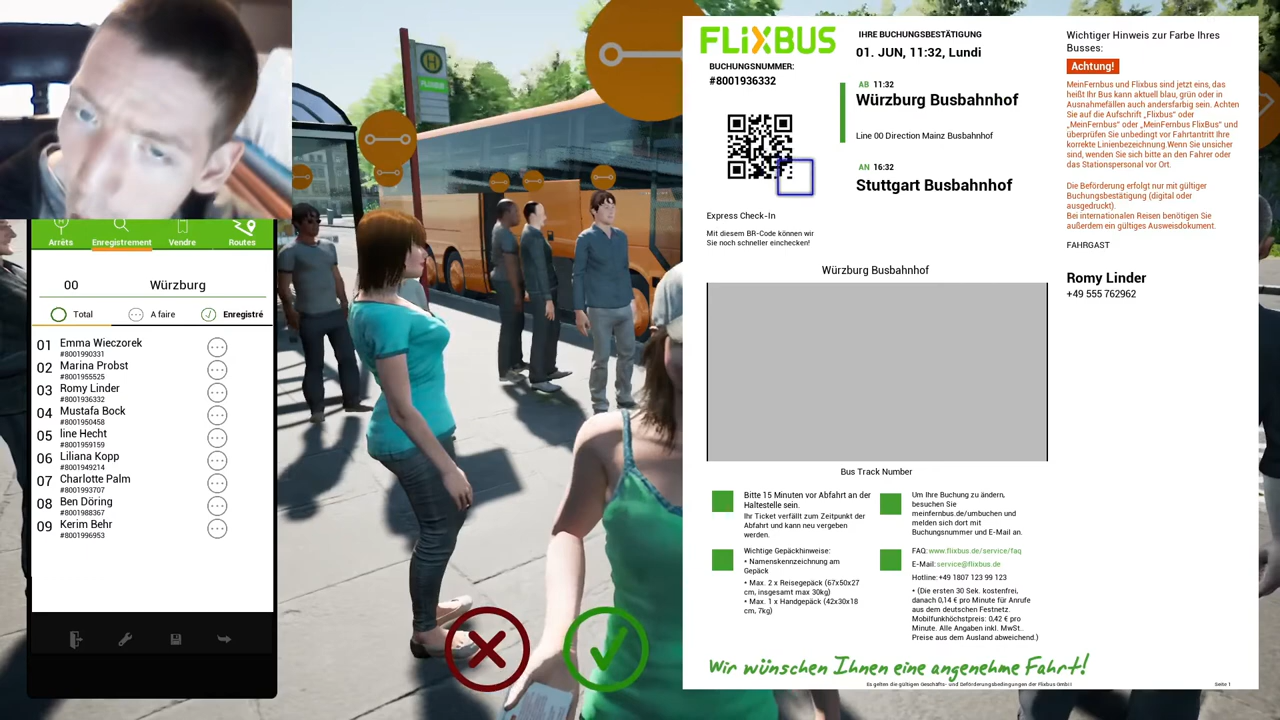 H
Arrêts
Enregistrement
Vendre
Routes
00
Würzburg
Total
A faire
Enregistré
01 Emma Wieczorek
#8001990331
02 Marina Probst
#8001955525
03 Romy Linder
#8001936332
04 Mustafa Bock
#8001950458
05 line Hecht
#8001959159
06 Liliana Kopp
#8001949214
07 Charlotte Palm
#8001993707
08 Ben Döring
#8001988367
09 Kerim Behr
#8001996953
FLiXBUS
BUCHUNGSNUMMER:
#8001936332
Express Check-In
Mit diesem BR-Code können wir
Sie noch schneller einchecken!
IHRE BUCHUNGSBESTÄTIGUNG
01. JUN, 11:32, Lundi
AB 11:32
Würzburg Busbahnhof
Line 00 Direction Mainz Busbahnhof
AN 16:32
Stuttgart Busbahnhof
Würzburg Busbahnhof
Bus Track Number
Bitte 15 Minuten vor Abfahrt an der
Haltestelle sein.
Ihr Ticket verfällt zum Zeitpunkt der
Abfahrt und kann neu vergeben
werden.
Wichtige Gepäckhinweise:
• Namenskennzeichnung am
Gepäck
• Max. 2 x Reisegepäck (67x50x27
cm, insgesamt max 30kg)
• Max. 1 x Handgepäck (42x30x18
cm, 7kg)
Um Ihre Buchung zu ändern,
besuchen Sie
meinfernbus.de/umbuchen und
melden sich dort mit
Buchungsnummer und E-Mail an.
FAQ: www.flixbus.de/service/faq
E-Mail: service@flixbus.de
Hotline: +49 1807 123 99 123
• (Die ersten 30 Sek. kostenfrei,
danach 0,14 € pro Minute für Anrufe
aus dem deutschen Festnetz.
Mobilfunkhöchstpreis: 0,42 € pro
Minute. Alle Angaben inkl. MwSt..
Preise aus dem Ausland abweichend.)
Wir wünschen Ihnen eine angenehme Fahrt!
Es gelten die gültigen Geschäfts- und Beförderungsbedingungen der Flixbus GmbH
Seite 1
Wichtiger Hinweis zur Farbe Ihres
Busses:
Achtung!
MeinFernbus und Flixbus sind jetzt eins, das
heißt Ihr Bus kann aktuell blau, grün oder in
Ausnahmefällen auch andersfarbig sein. Achten
Sie auf die Aufschrift „Flixbus“ oder
„MeinFernbus“ oder „MeinFernbus FlixBus“ und
überprüfen Sie unbedingt vor Fahrtantritt Ihre
korrekte Linienbezeichnung.Wenn Sie unsicher
sind, wenden Sie sich bitte an den Fahrer oder
das Stationspersonal vor Ort.
Die Beförderung erfolgt nur mit gültiger
Buchungsbestätigung (digital oder
ausgedruckt).
Bei internationalen Reisen benötigen Sie
außerdem ein gültiges Ausweisdokument.
FAHRGAST
Romy Linder
+49 555 762962